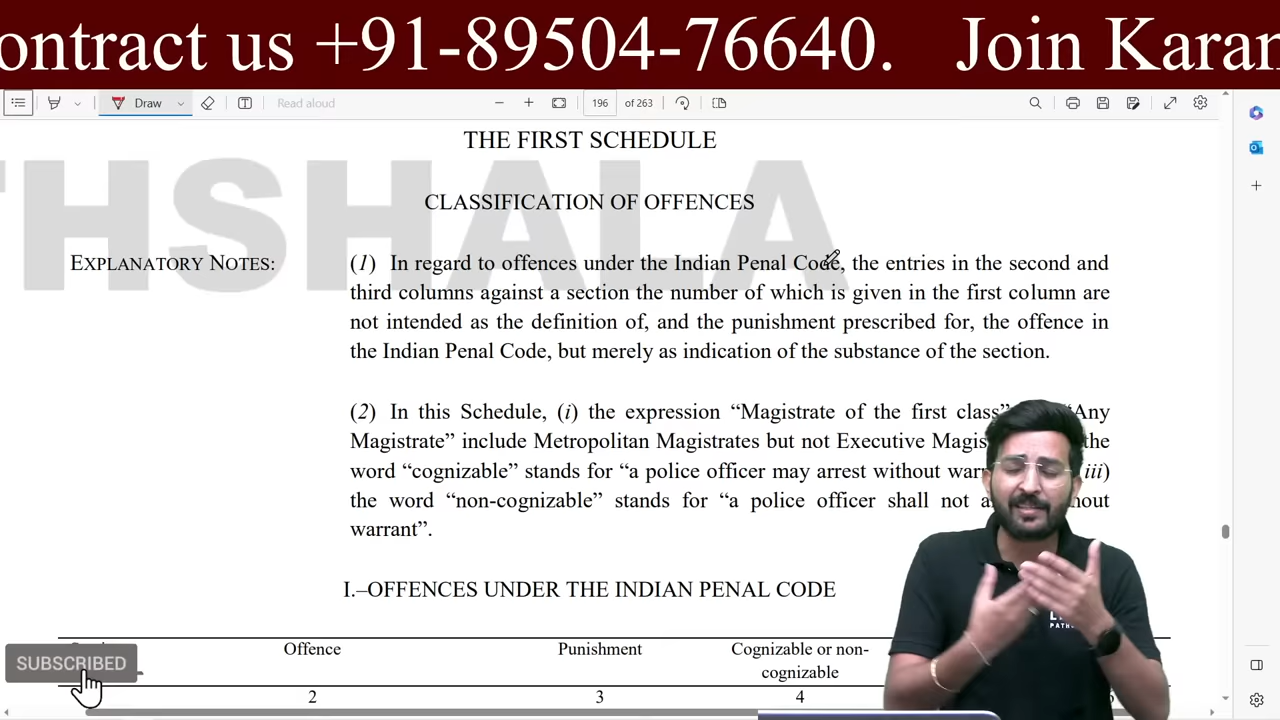 ontract us +91-89504-76640. Join Karan
Draw
Read aloud
196 of 263
THE FIRST SCHEDULE
THSHALA
CLASSIFICATION OF OFFENCES
EXPLANATORY NOTES: (1) In regard to offences under the Indian Penal Code, the entries in the second and
third columns against a section the number of which is given in the first column are
not intended as the definition of, and the punishment prescribed for, the offence in
the Indian Penal Code, but merely as indication of the substance of the section.
(2) In this Schedule, (i) the expression “Magistrate of the first class” “Any
Magistrate” include Metropolitan Magistrates but not Executive Magis the
word “cognizable” stands for “a police officer may arrest without warr (iii)
the word “non-cognizable” stands for “a police officer shall not a hout
warrant”.
I.–OFFENCES UNDER THE INDIAN PENAL CODE
Offence Punishment Cognizable or non-
cognizable
SUBSCRIBED
2 3 4